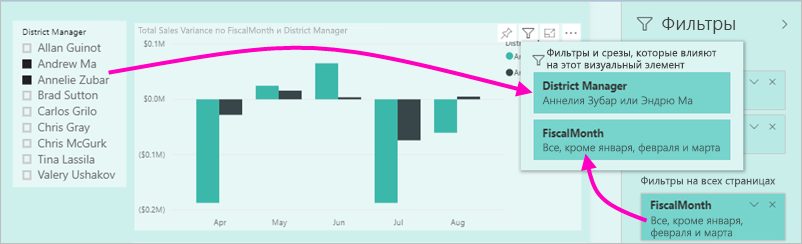 District Manager
Allan Guinot
Andrew Ma
Annelie Zubar
Brad Sutton
Carlos Grilo
Chris Gray
Chris McGurk
Tina Lassila
Valery Ushakov
Total Sales Variance по FiscalMonth и District Manager
$0.1M
$0.0M
($0.1M)
($0.2M)
Apr
May
Jun
Jul
Aug
Фильтры и срезы, которые влияют
на этот визуальный элемент
District Manager
Аннелия Зубар или Эндрю Ма
FiscalMonth
Все, кроме января, февраля и марта
Фильтры
Фильтры на всех страницах
FiscalMonth
Все, кроме января,
февраля и марта